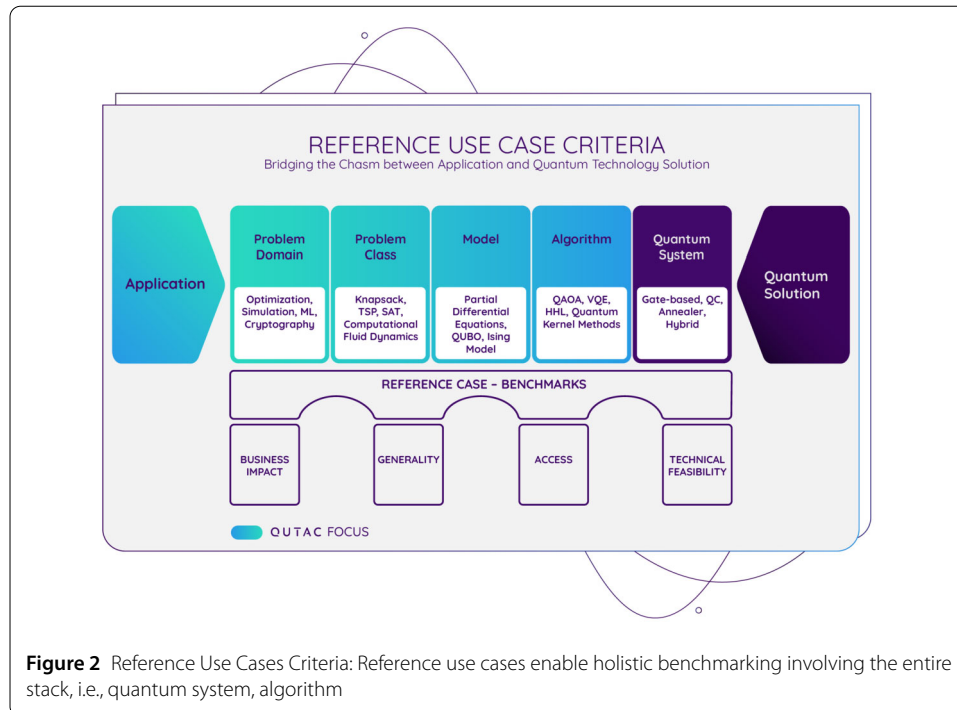 REFERENCE USE CASE CRITERIA
Bridging the Chasm between Application and Quantum Technology Solution
Application
Problem
Domain
Optimization,
Simulation, ML,
Cryptography
Problem
Class
Knapsack,
TSP, SAT,
Computational
Fluid Dynamics
Model
Partial
Differential
Equations,
QUBO, Ising
Model
Algorithm
QAOA, VQE,
HHL, Quantum
Kernel Methods
Quantum
System
Gate-based, QC,
Annealer,
Hybrid
Quantum
Solution
REFERENCE CASE – BENCHMARKS
BUSINESS
IMPACT
GENERALITY
ACCESS
TECHNICAL
FEASIBILITY
QUTAC FOCUS
Figure 2 Reference Use Cases Criteria: Reference use cases enable holistic benchmarking involving the entire
stack, i.e., quantum system, algorithm